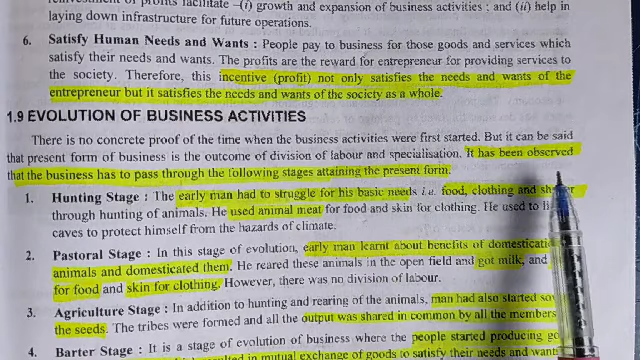 reinvestment of profits facilitate –(i) growth and expansion of business activities ; and (ii) help in
laying down infrastructure for future operations.
6. Satisfy Human Needs and Wants : People pay to business for those goods and services which
satisfy their needs and wants. The profits are the reward for entrepreneur for providing services to
the society. Therefore, this incentive (profit) not only satisfies the needs and wants of the
entrepreneur but it satisfies the needs and wants of the society as a whole.
1.9 EVOLUTION OF BUSINESS ACTIVITIES
There is no concrete proof of the time when the business activities were first started. But it can be said
that present form of business is the outcome of division of labour and specialisation. It has been observed
that the business has to pass through the following stages attaining the present form.
1. Hunting Stage : The early man had to struggle for his basic needs i.e. food, clothing and
through hunting of animals. He used animal meat for food and skin for clothing. He used to
caves to protect himself from the hazards of climate.
2. Pastoral Stage : In this stage of evolution, early man learnt about benefits of
animals and domesticated them. He reared these animals in the open field and got milk, and
for food and skin for clothing. However, there was no division of labour.
3. Agriculture Stage : In addition to hunting and rearing of the animals, man had also started
the seeds. The tribes were formed and all the output was shared in common by all the members
4. Barter Stage : It is a stage of evolution where the people started producing
resulted in mutual exchange of goods to satisfy their needs and